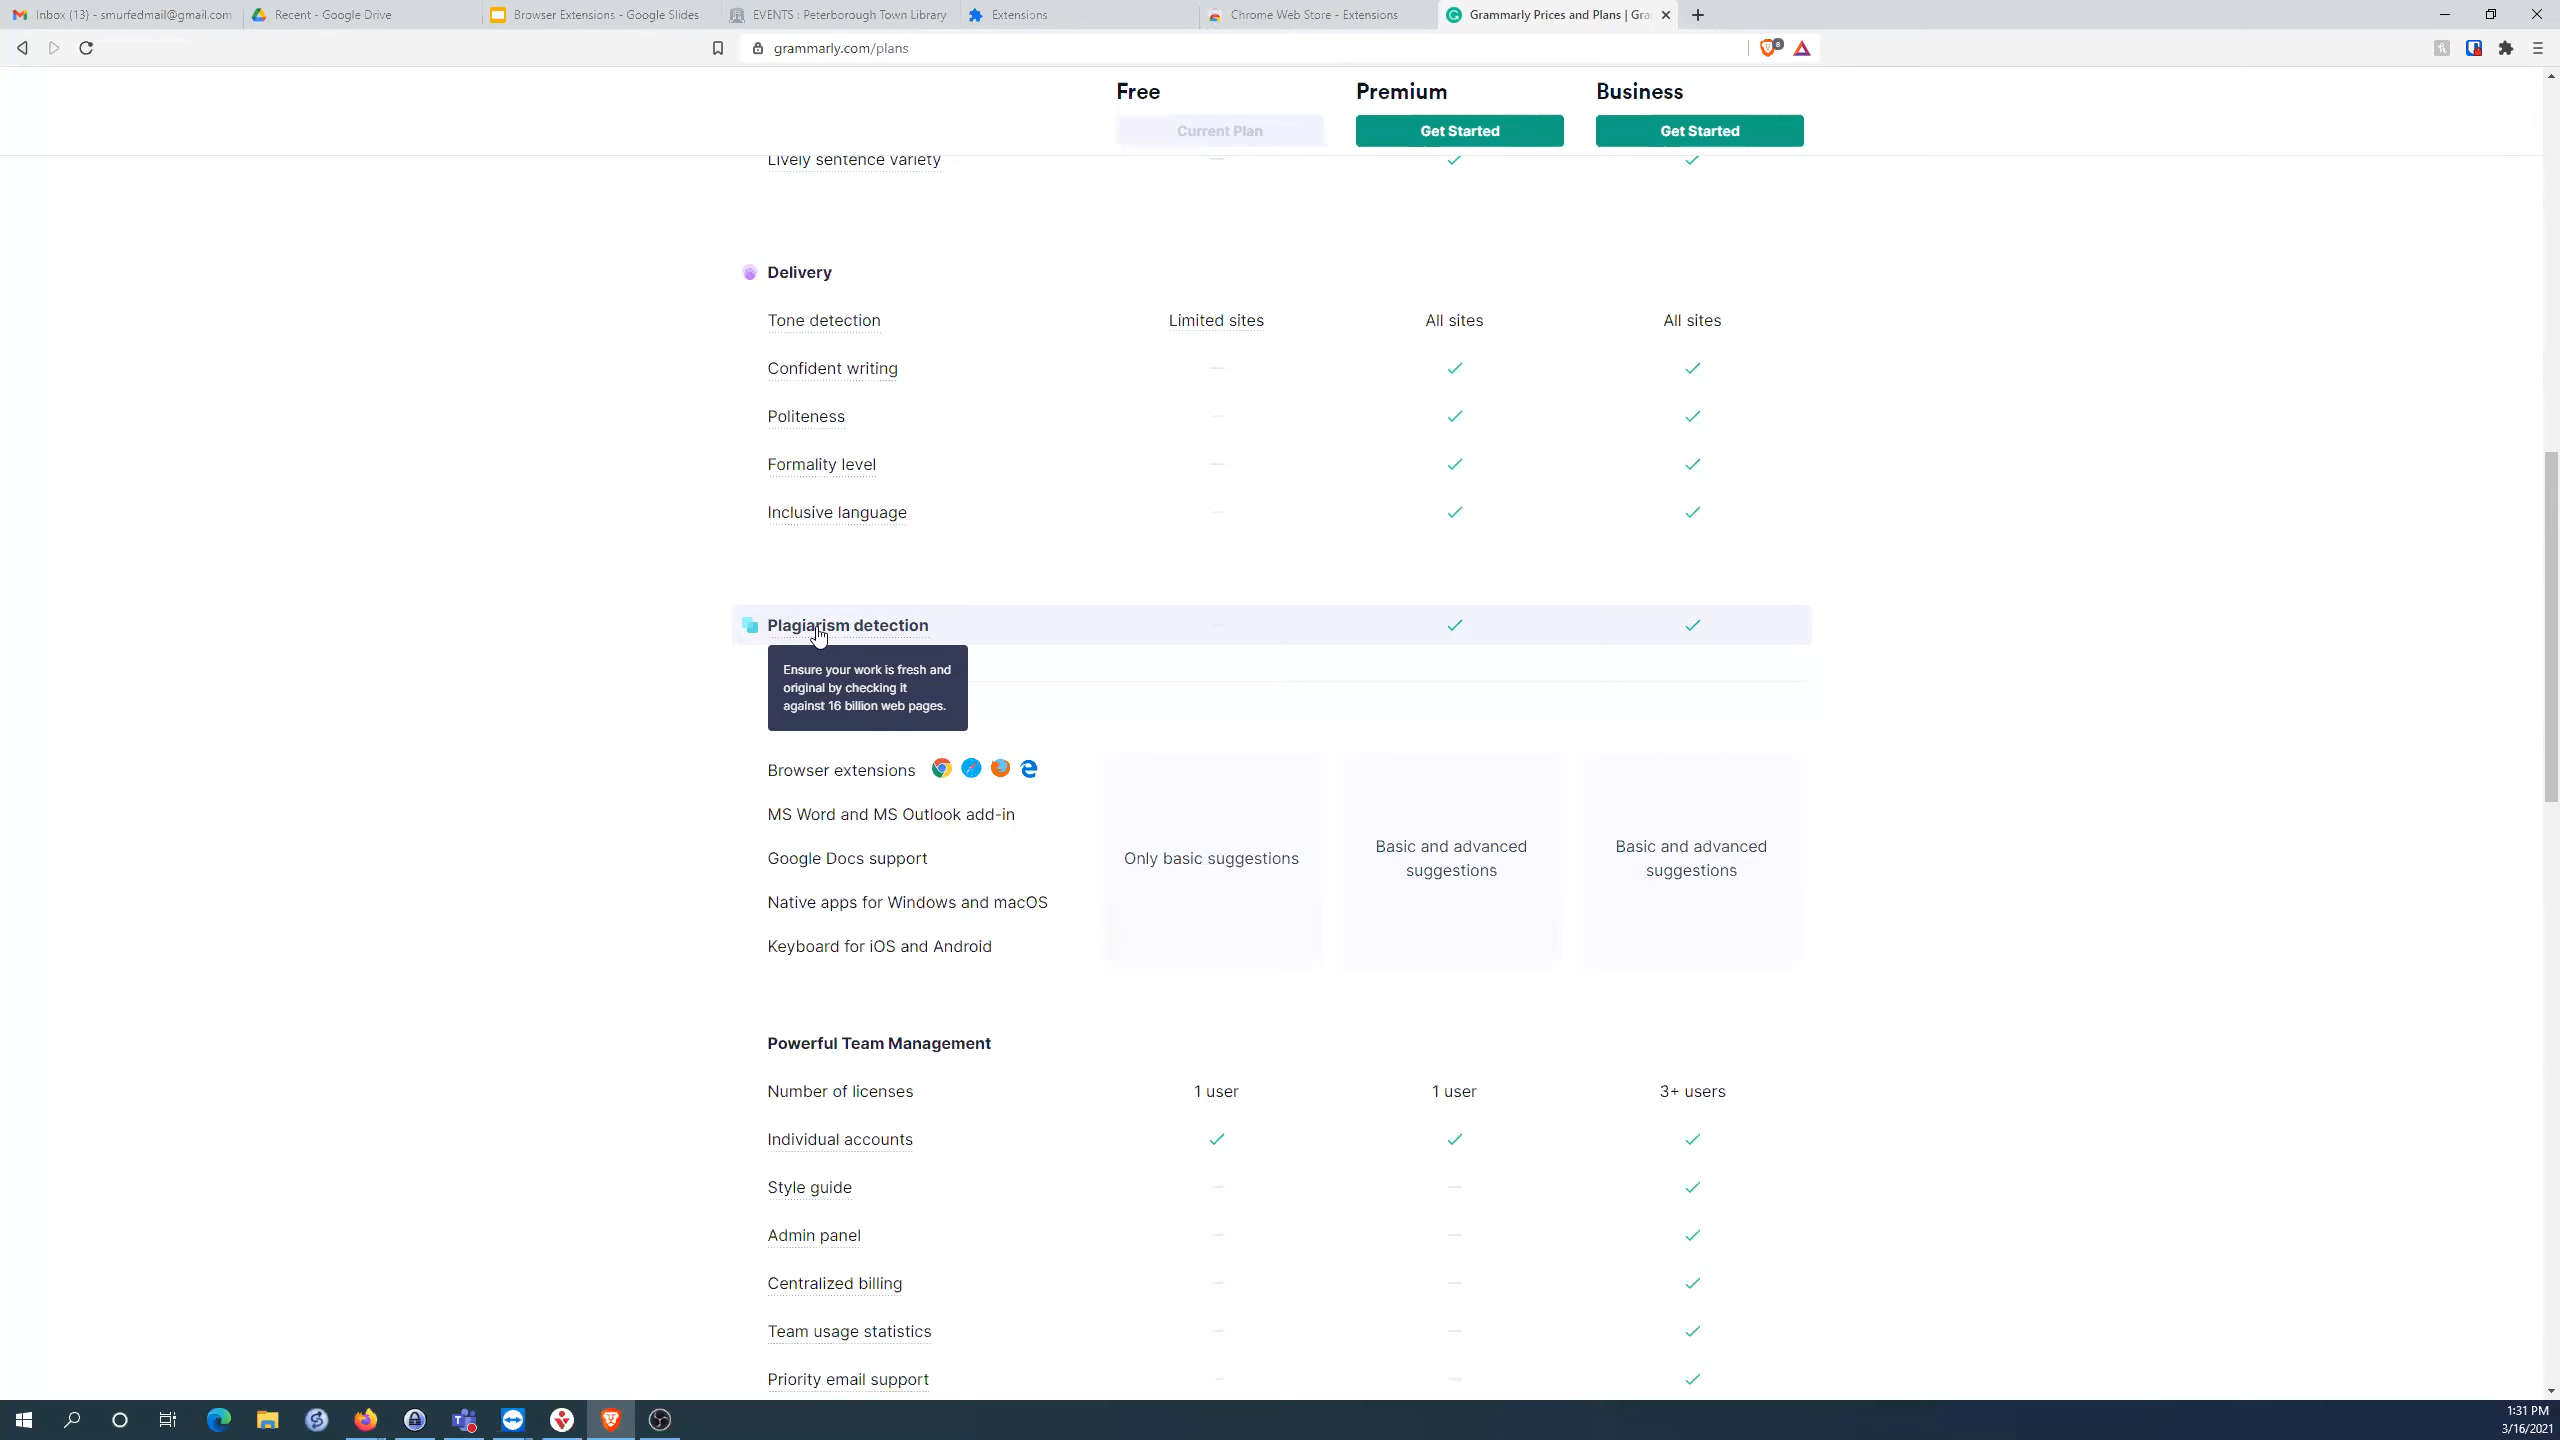 Inbox (13) - smurfedmail@gmail.com Recent - Google Drive Browser Extensions - Google Slides EVENTS : Peterborough Town Library Extensions Chrome Web Store - Extensions Grammarly Prices and Plans | Gra
grammarly.com/plans 8
Free Premium Business
Current Plan Get Started Get Started
Lively sentence variety
Delivery
Tone detection Limited sites All sites All sites
Confident writing
Politeness
Formality level
Inclusive language
Plagiarism detection
Ensure your work is fresh and
original by checking it
against 16 billion web pages.
Browser extensions
MS Word and MS Outlook add-in
Google Docs support
Native apps for Windows and macOS
Keyboard for iOS and Android
Only basic suggestions
Basic and advanced
suggestions
Basic and advanced
suggestions
Powerful Team Management
Number of licenses 1 user 1 user 3+ users
Individual accounts
Style guide
Admin panel
Centralized billing
Team usage statistics
Priority email support
1:31 PM
3/16/2021